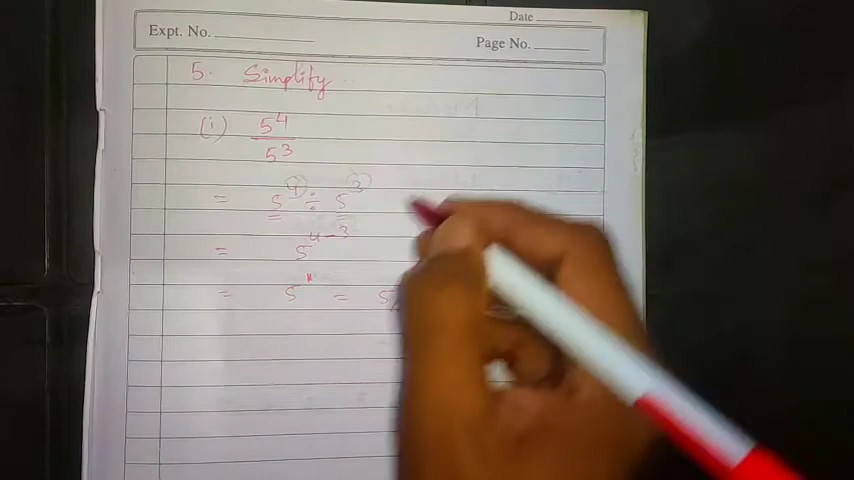 Date
Expt. No.
Page No.
5. Simplify
(i) 5⁴
5³
= 5⁴ ÷ 5³
= 5⁴⁻³
= 5¹ = 5